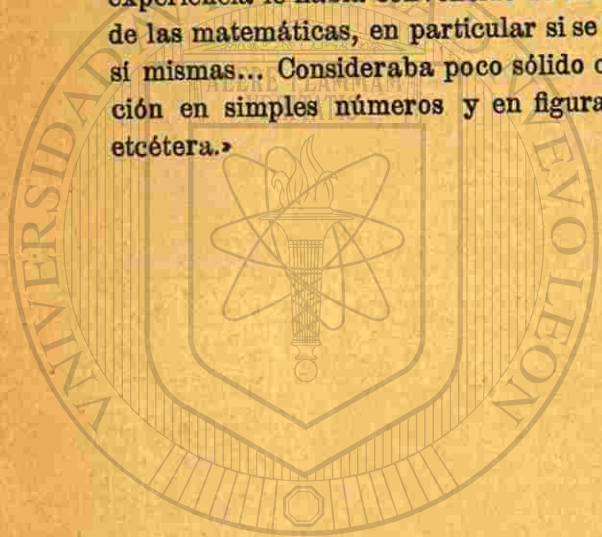 de las matemáticas, en particular si se
sí mismas... Consideraba poco sólido
ción en simples números y en figura
etcétera.»
ALERE FLAMMAM
VERITATIS
UNIVERSIDAD
NUEVO LEON